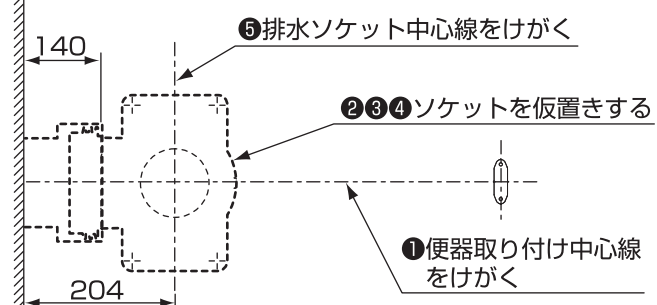 ❺排水ソケット中心線をけがく
140
❷❸❹ソケットを仮置きする
❶便器取り付け中心線
をけがく
204